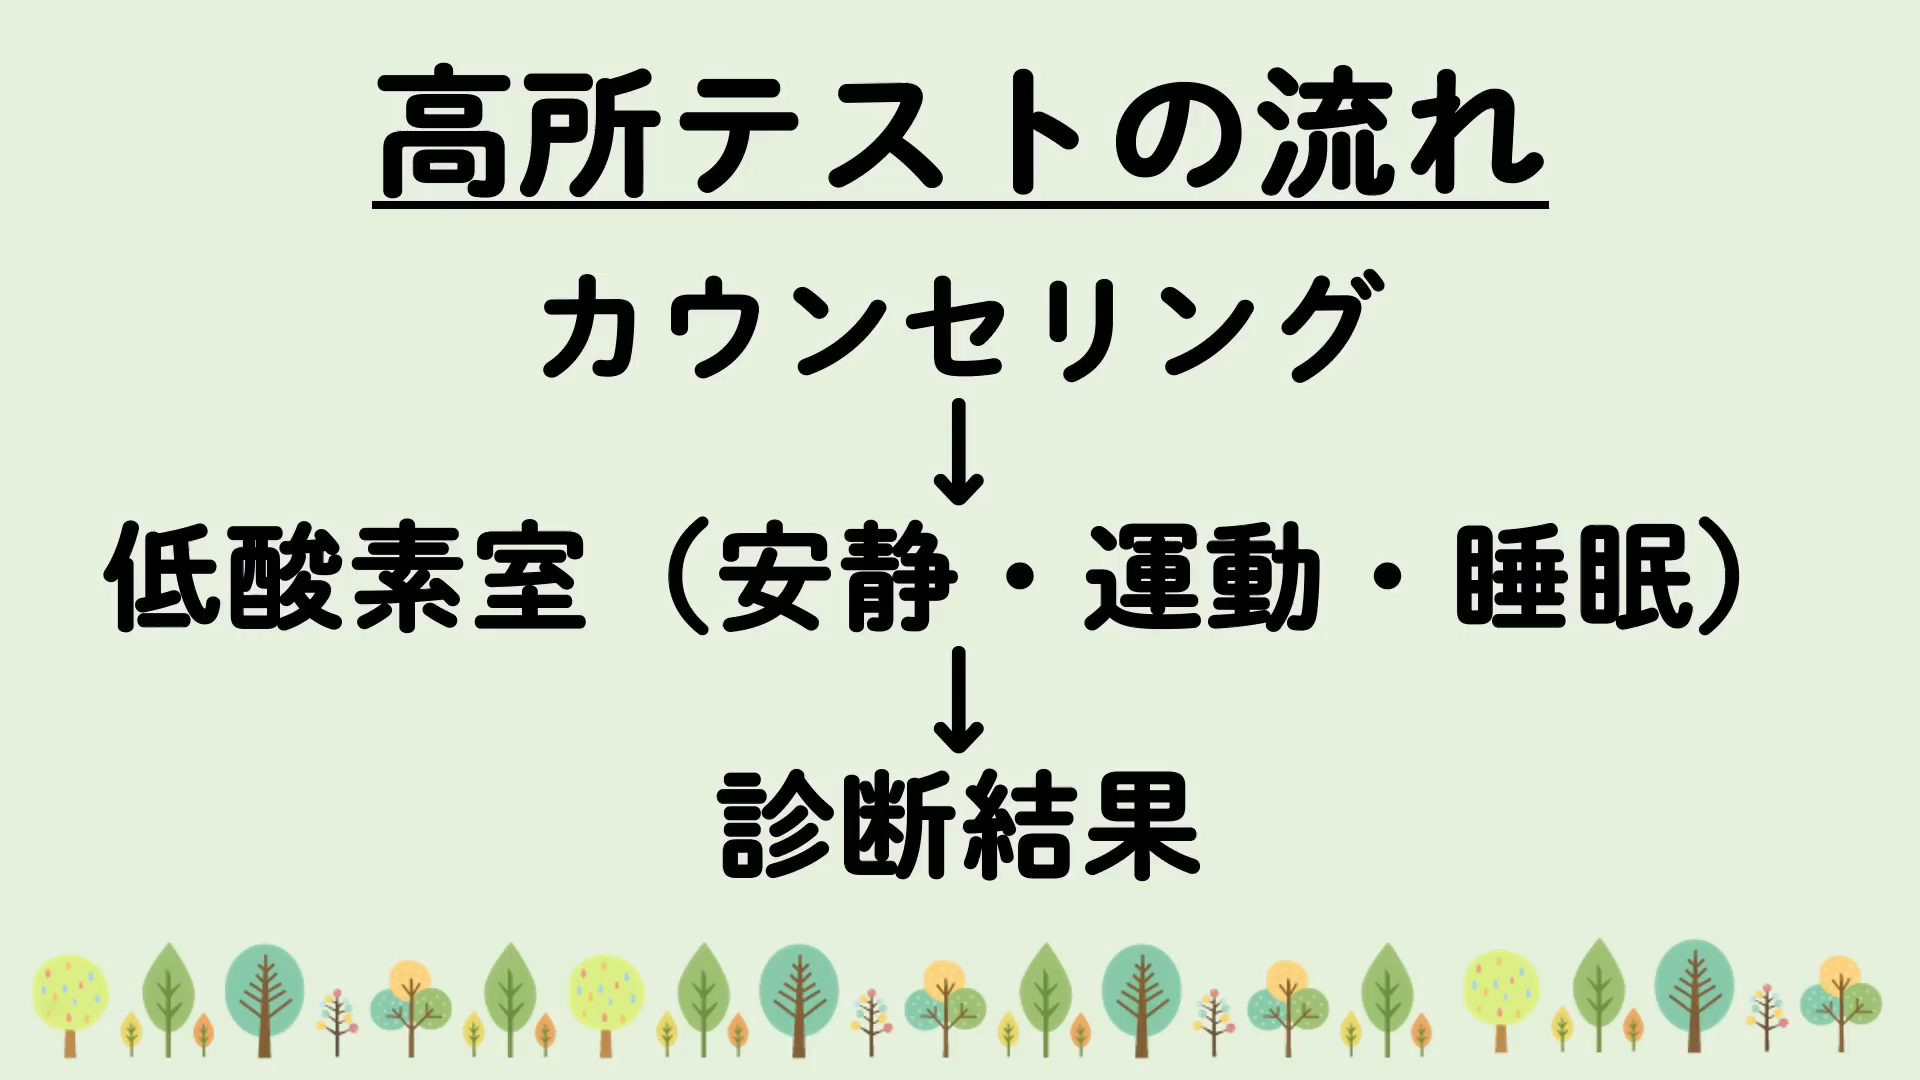 高所テストの流れ
カウンセリング
↓
低酸素室（安静・運動・睡眠）
↓
診断結果